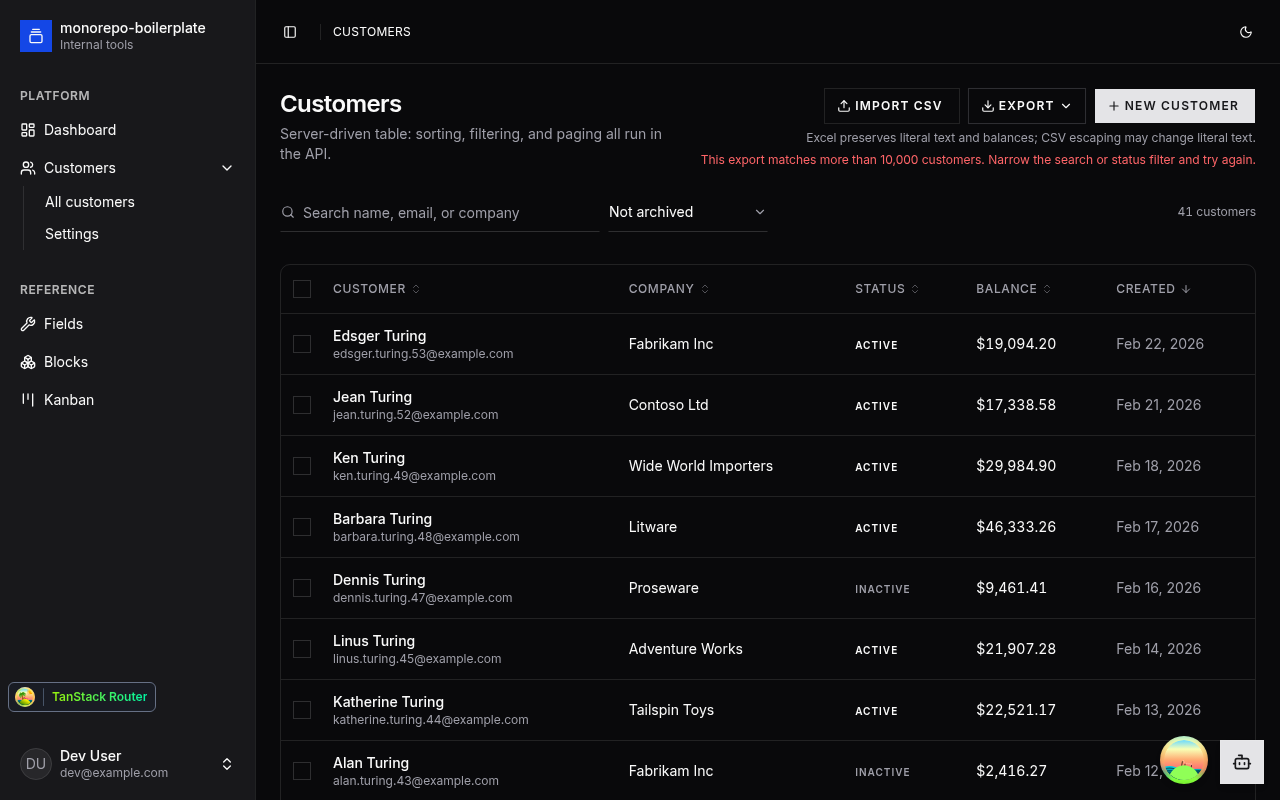 monorepo-boilerplate
Internal tools
PLATFORM
Dashboard
Customers
All customers
Settings
REFERENCE
Fields
Blocks
Kanban
TanStack Router
DU
Dev User
dev@example.com
CUSTOMERS
Customers
Server-driven table: sorting, filtering, and paging all run in
the API.
IMPORT CSV
EXPORT
NEW CUSTOMER
Excel preserves literal text and balances; CSV escaping may change literal text.
This export matches more than 10,000 customers. Narrow the search or status filter and try again.
Search name, email, or company
Not archived
41 customers
CUSTOMER COMPANY STATUS BALANCE CREATED
Edsger Turing
edsger.turing.53@example.com
Fabrikam Inc
ACTIVE
$19,094.20
Feb 22, 2026
Jean Turing
jean.turing.52@example.com
Contoso Ltd
ACTIVE
$17,338.58
Feb 21, 2026
Ken Turing
ken.turing.49@example.com
Wide World Importers
ACTIVE
$29,984.90
Feb 18, 2026
Barbara Turing
barbara.turing.48@example.com
Litware
ACTIVE
$46,333.26
Feb 17, 2026
Dennis Turing
dennis.turing.47@example.com
Proseware
INACTIVE
$9,461.41
Feb 16, 2026
Linus Turing
linus.turing.45@example.com
Adventure Works
ACTIVE
$21,907.28
Feb 14, 2026
Katherine Turing
katherine.turing.44@example.com
Tailspin Toys
ACTIVE
$22,521.17
Feb 13, 2026
Alan Turing
alan.turing.43@example.com
Fabrikam Inc
INACTIVE
$2,416.27
Feb 12,